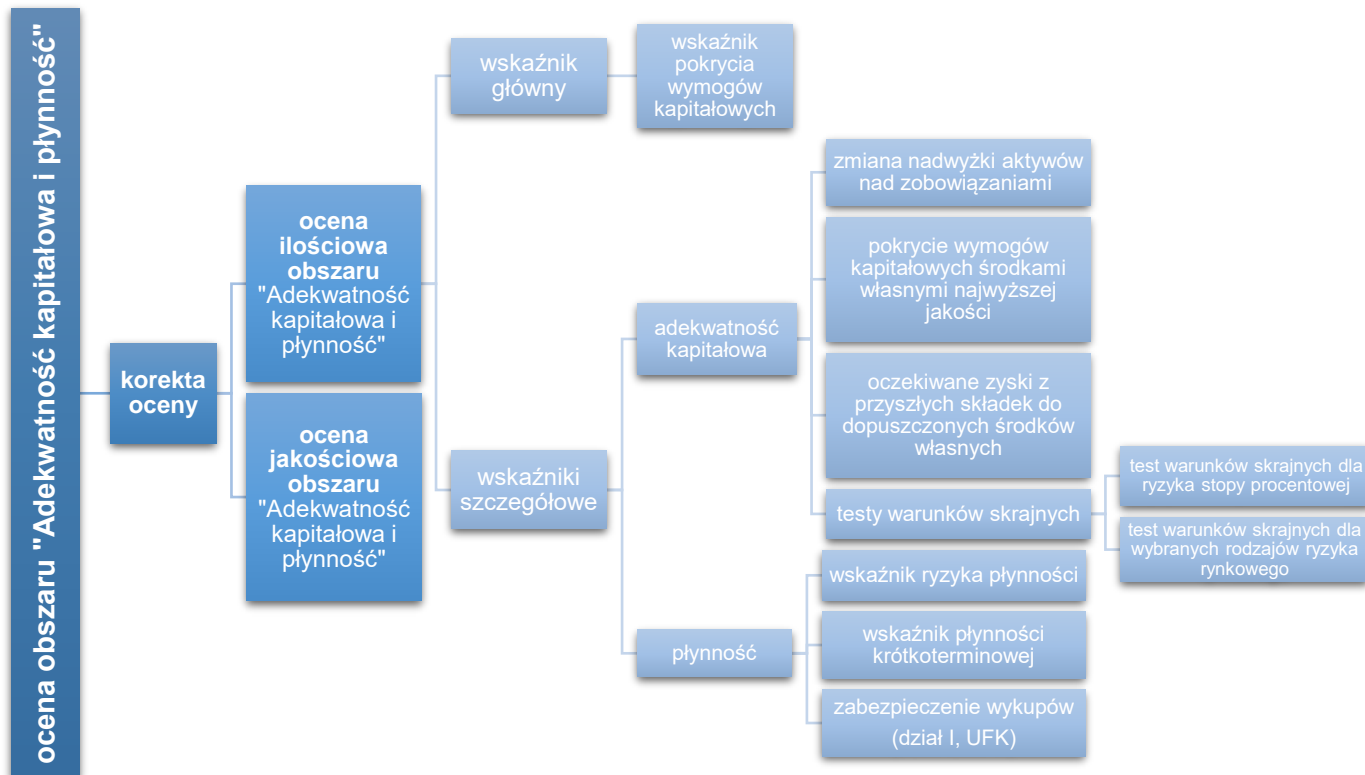 ocena obszaru "Adekwatność kapitałowa i płynność"
korekta
oceny
ocena
ilościowa
obszaru
"Adekwatność
kapitałowa i
płynność"
ocena
jakościowa
obszaru
"Adekwatność
kapitałowa i
płynność"
wskaźnik
główny
wskaźnik
pokrycia
wymogów
kapitałowych
wskaźniki
szczegółowe
adekwatność
kapitałowa
zmiana nadwyżki aktywów
nad zobowiązaniami
pokrycie wymogów
kapitałowych środkami
własnymi najwyższej
jakości
oczekiwane zyski z
przyszłych składek do
dopuszczonych środków
własnych
testy warunków skrajnych
test warunków skrajnych dla
ryzyka stopy procentowej
test warunków skrajnych dla
wybranych rodzajów ryzyka
rynkowego
płynność
wskaźnik ryzyka płynności
wskaźnik płynności
krótkoterminowej
zabezpieczenie wykupów
(dział I, UFK)